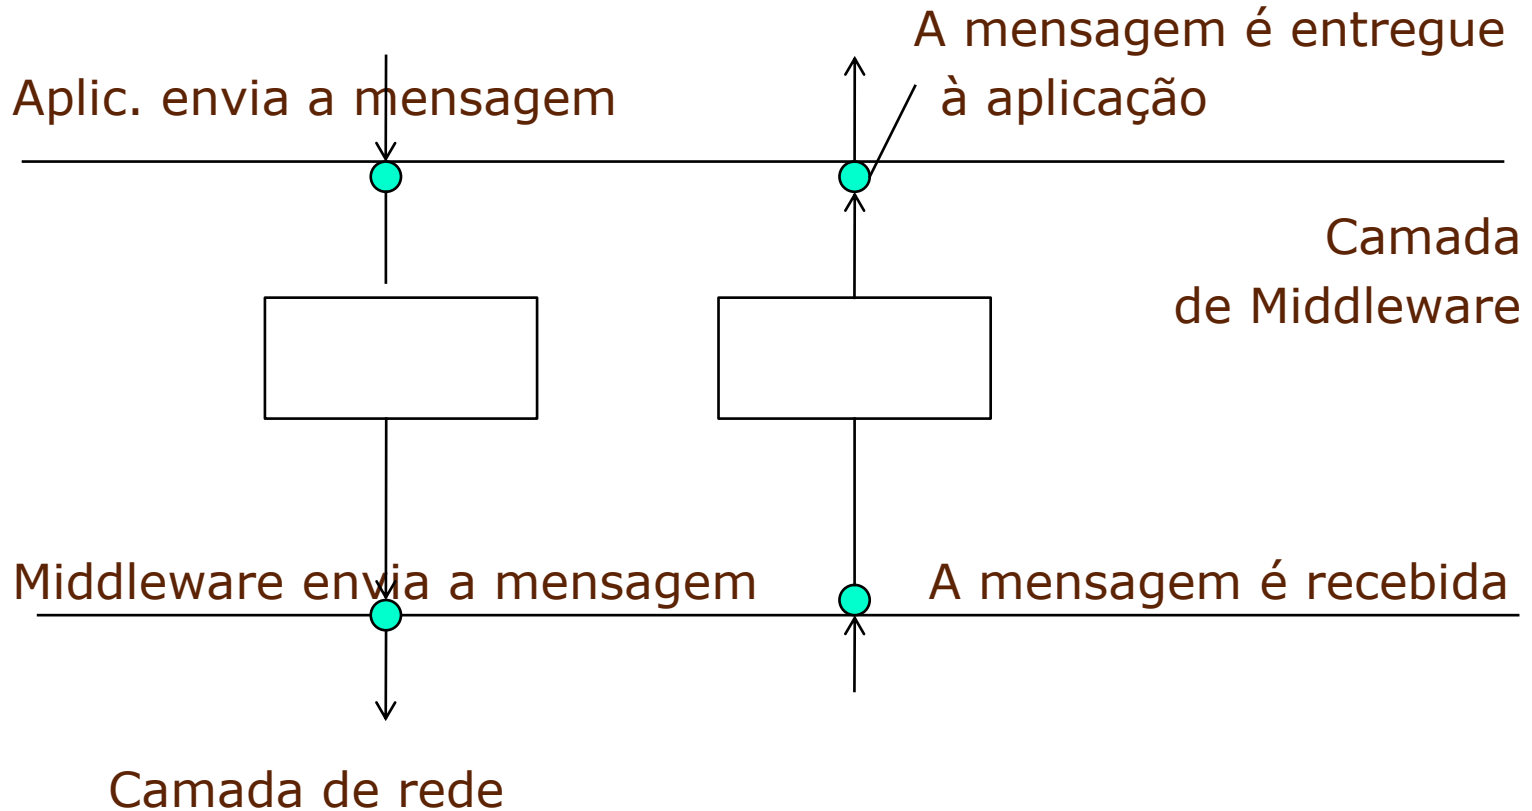 A mensagem é entregue
Aplic. envia a mensagem
à aplicação
Camada
de Middleware
Middleware envia a mensagem
A mensagem é recebida
Camada de rede